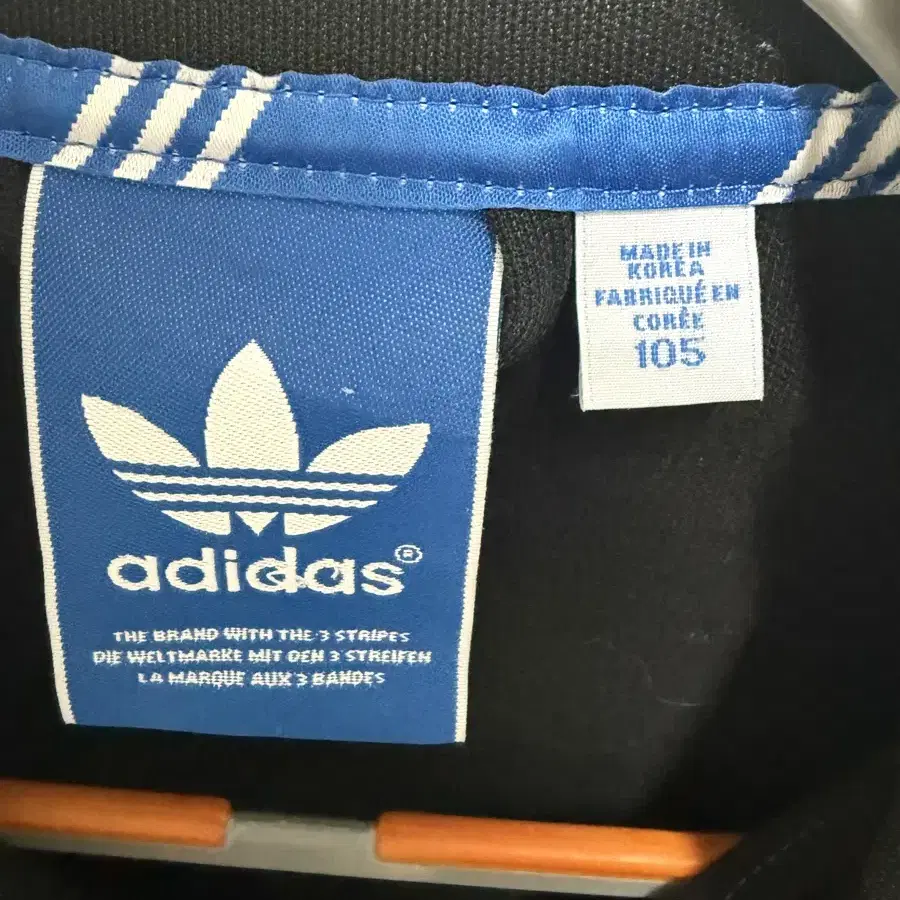 adidas®
THE BRAND WITH THE 3 STRIPES
DIE WELTMARKE MIT DEN 3 STREIFEN
LA MARQUE AUX 3 BANDES
MADE IN
KOREA
FABRIQUÉ EN
CORÉE
105